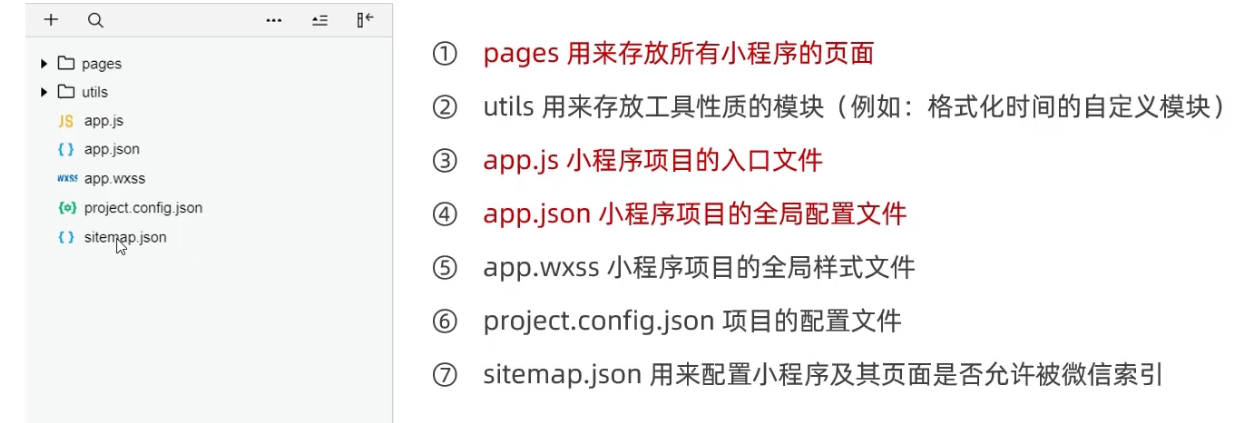 pages
utils
JS app.js
{ } app.json
wxss app.wxss
{o} project.config.json
{ } sitemap.json
① pages 用来存放所有小程序的页面
② utils 用来存放工具性质的模块（例如：格式化时间的自定义模块）
③ app.js 小程序项目的入口文件
④ app.json 小程序项目的全局配置文件
⑤ app.wxss 小程序项目的全局样式文件
⑥ project.config.json 项目的配置文件
⑦ sitemap.json 用来配置小程序及其页面是否允许被微信索引